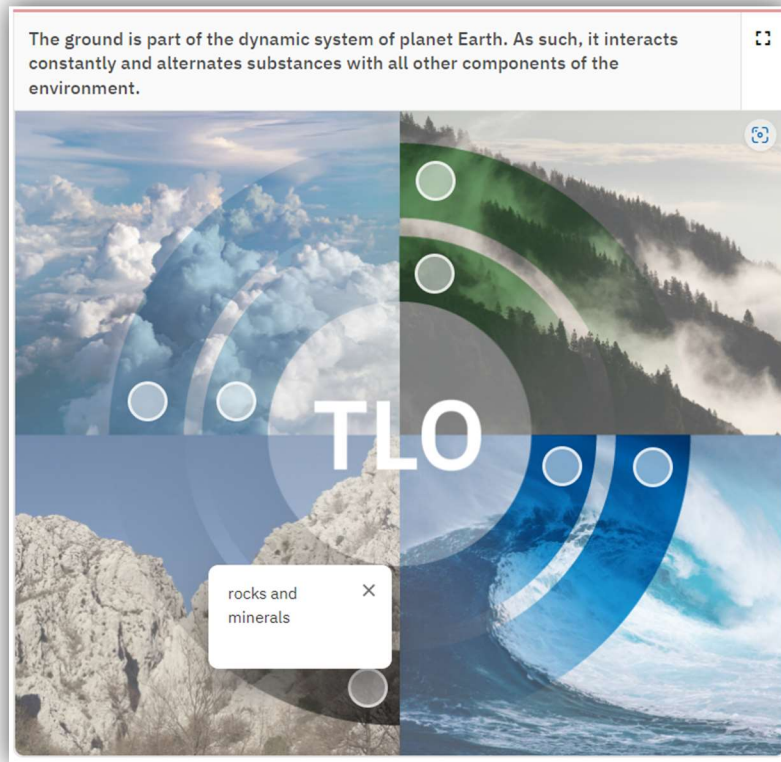 The ground is part of the dynamic system of planet Earth. As such, it interacts
constantly and alternates substances with all other components of the
environment.
TLO
rocks and
minerals